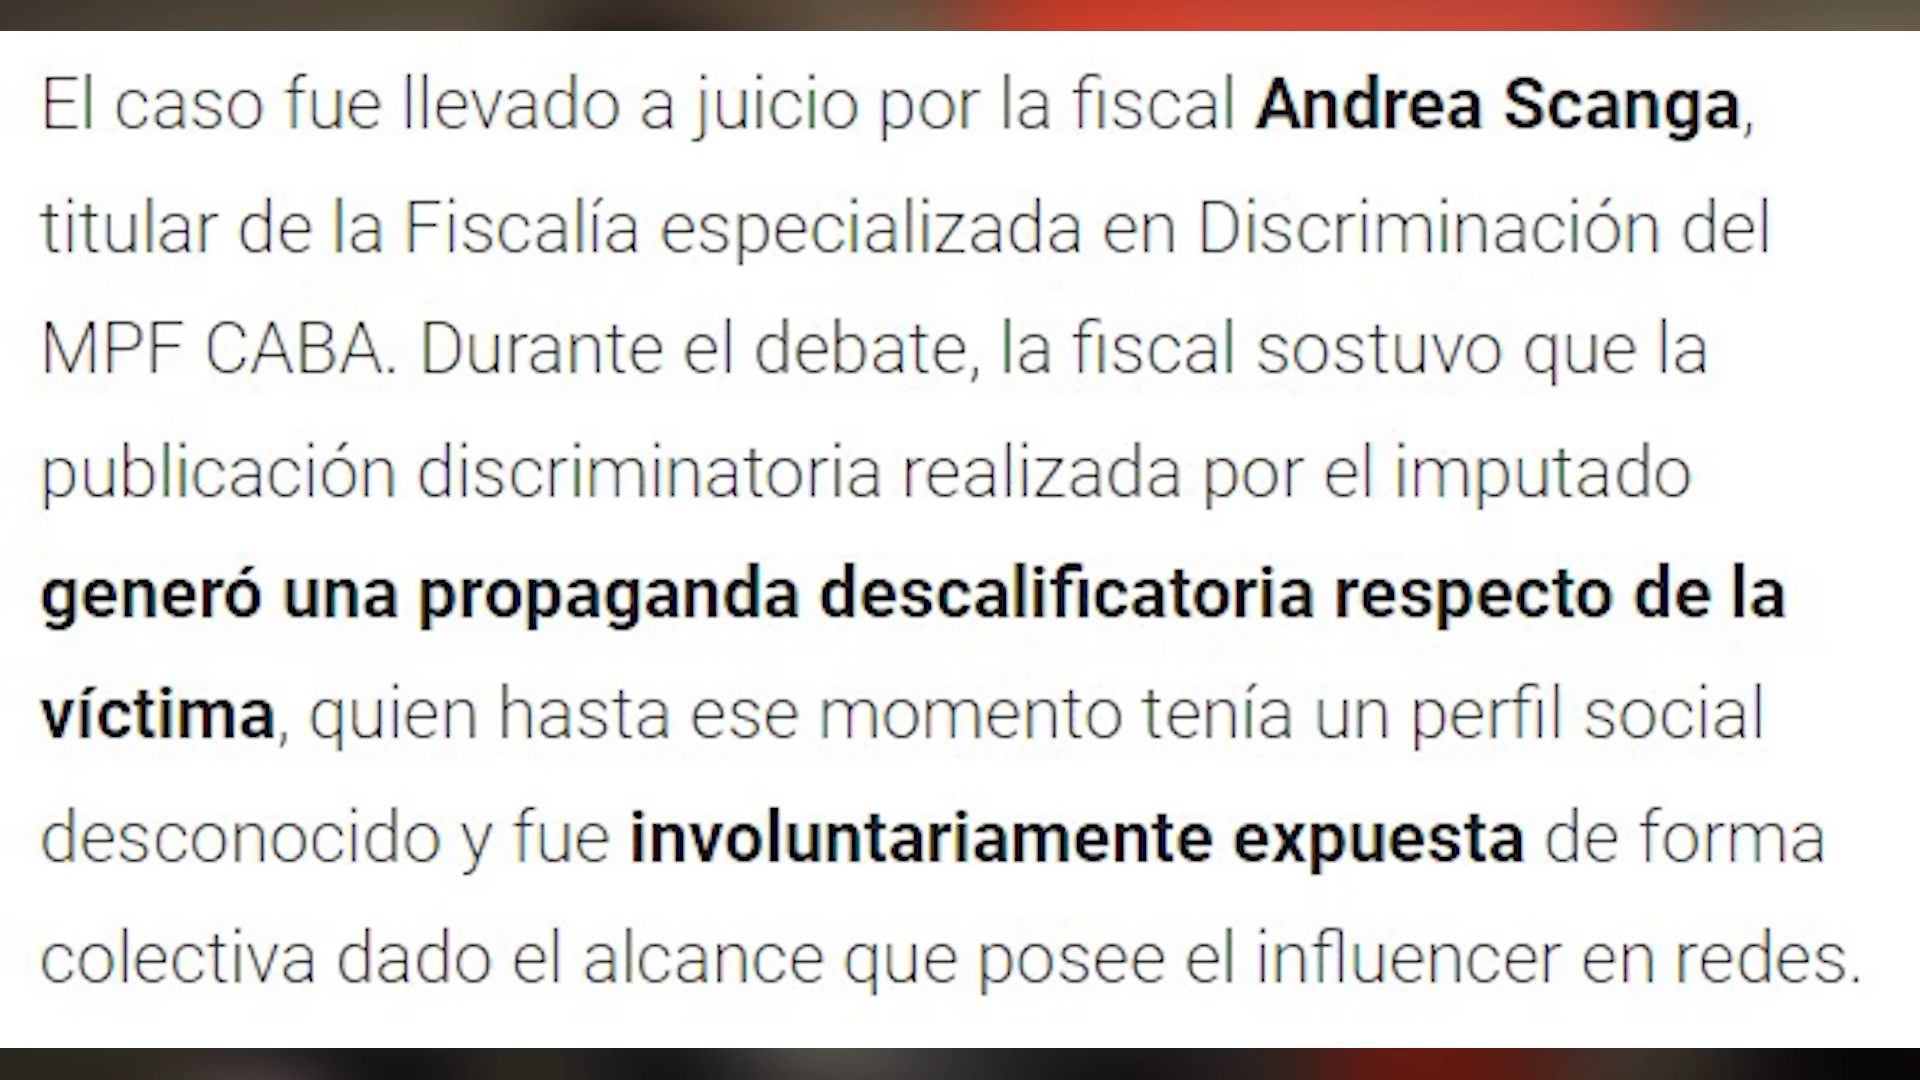 El caso fue llevado a juicio por la fiscal Andrea Scanga,
titular de la Fiscalía especializada en Discriminación del
MPF CABA. Durante el debate, la fiscal sostuvo que la
publicación discriminatoria realizada por el imputado
generó una propaganda descalificatoria respecto de la
víctima, quien hasta ese momento tenía un perfil social
desconocido y fue involuntariamente expuesta de forma
colectiva dado el alcance que posee el influencer en redes.